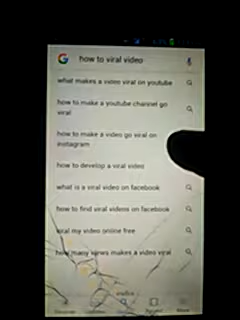 how to viral video
what makes a video viral on youtube
how to make a youtube channel go
viral
how to make a video go viral on
instagram
how to develop a viral video
what is a viral video on facebook
how to find viral videos on facebook
viral my video online free
how many views makes a video viral